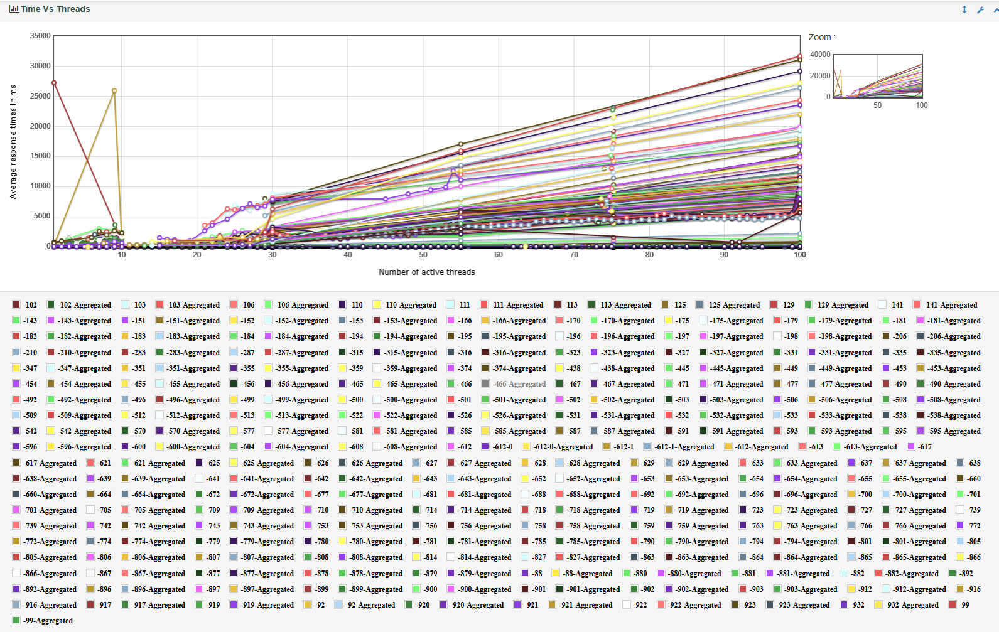 Time Vs Threads
Zoom :
35000
30000
25000
20000
15000
10000
5000
0
Average response times in ms
10 20 30 40 50 60 70 80 90 100
Number of active threads
40000
20000
0
50 100
-102 -102-Aggregated -103 -103-Aggregated -106 -106-Aggregated -110 -110-Aggregated -111 -111-Aggregated -113 -113-Aggregated -125 -125-Aggregated -129 -129-Aggregated -141 -141-Aggregated
-143 -143-Aggregated -151 -151-Aggregated -152 -152-Aggregated -153 -153-Aggregated -166 -166-Aggregated -170 -170-Aggregated -175 -175-Aggregated -179 -179-Aggregated -181 -181-Aggregated
-182 -182-Aggregated -183 -183-Aggregated -184 -184-Aggregated -194 -194-Aggregated -195 -195-Aggregated -196 -196-Aggregated -197 -197-Aggregated -198 -198-Aggregated -206 -206-Aggregated
-210 -210-Aggregated -283 -283-Aggregated -287 -287-Aggregated -315 -315-Aggregated -316 -316-Aggregated -323 -323-Aggregated -327 -327-Aggregated -331 -331-Aggregated -335 -335-Aggregated
-347 -347-Aggregated -351 -351-Aggregated -355 -355-Aggregated -359 -359-Aggregated -374 -374-Aggregated -438 -438-Aggregated -445 -445-Aggregated -449 -449-Aggregated -453 -453-Aggregated
-454 -454-Aggregated -455 -455-Aggregated -456 -456-Aggregated -465 -465-Aggregated -466 -466-Aggregated -467 -467-Aggregated -471 -471-Aggregated -477 -477-Aggregated -490 -490-Aggregated
-492 -492-Aggregated -496 -496-Aggregated -499 -499-Aggregated -500 -500-Aggregated -501 -501-Aggregated -502 -502-Aggregated -503 -503-Aggregated -506 -506-Aggregated -508 -508-Aggregated
-509 -509-Aggregated -512 -512-Aggregated -513 -513-Aggregated -522 -522-Aggregated -526 -526-Aggregated -531 -531-Aggregated -532 -532-Aggregated -533 -533-Aggregated -538 -538-Aggregated
-542 -542-Aggregated -570 -570-Aggregated -577 -577-Aggregated -581 -581-Aggregated -585 -585-Aggregated -587 -587-Aggregated -591 -591-Aggregated -593 -593-Aggregated -595 -595-Aggregated
-596 -596-Aggregated -600 -600-Aggregated -604 -604-Aggregated -608 -608-Aggregated -612 -612-0 -612-0-Aggregated -612-1 -612-1-Aggregated -612-Aggregated -613 -613-Aggregated -617
-617-Aggregated -621 -621-Aggregated -625 -625-Aggregated -626 -626-Aggregated -627 -627-Aggregated -628 -628-Aggregated -629 -629-Aggregated -633 -633-Aggregated -637 -637-Aggregated -638
-638-Aggregated -639 -639-Aggregated -641 -641-Aggregated -642 -642-Aggregated -643 -643-Aggregated -652 -652-Aggregated -653 -653-Aggregated -654 -654-Aggregated -655 -655-Aggregated -660
-660-Aggregated -664 -664-Aggregated -672 -672-Aggregated -677 -677-Aggregated -681 -681-Aggregated -688 -688-Aggregated -692 -692-Aggregated -696 -696-Aggregated -700 -700-Aggregated -701
-701-Aggregated -705 -705-Aggregated -709 -709-Aggregated -710 -710-Aggregated -714 -714-Aggregated -718 -718-Aggregated -719 -719-Aggregated -723 -723-Aggregated -727 -727-Aggregated -739
-739-Aggregated -742 -742-Aggregated -743 -743-Aggregated -753 -753-Aggregated -756 -756-Aggregated -758 -758-Aggregated -759 -759-Aggregated -763 -763-Aggregated -766 -766-Aggregated -772
-772-Aggregated -774 -774-Aggregated -779 -779-Aggregated -780 -780-Aggregated -781 -781-Aggregated -785 -785-Aggregated -790 -790-Aggregated -794 -794-Aggregated -801 -801-Aggregated -805
-805-Aggregated -806 -806-Aggregated -807 -807-Aggregated -808 -808-Aggregated -814 -814-Aggregated -827 -827-Aggregated -863 -863-Aggregated -864 -864-Aggregated -865 -865-Aggregated -866
-866-Aggregated -867 -867-Aggregated -877 -877-Aggregated -878 -878-Aggregated -879 -879-Aggregated -88 -88-Aggregated -880 -880-Aggregated -881 -881-Aggregated -882 -882-Aggregated -892
-892-Aggregated -896 -896-Aggregated -897 -897-Aggregated -899 -899-Aggregated -900 -900-Aggregated -901 -901-Aggregated -902 -902-Aggregated -903 -903-Aggregated -912 -912-Aggregated -916
-916-Aggregated -917 -917-Aggregated -919 -919-Aggregated -92 -92-Aggregated -920 -920-Aggregated -921 -921-Aggregated -922 -922-Aggregated -923 -923-Aggregated -932 -932-Aggregated -99
-99-Aggregated